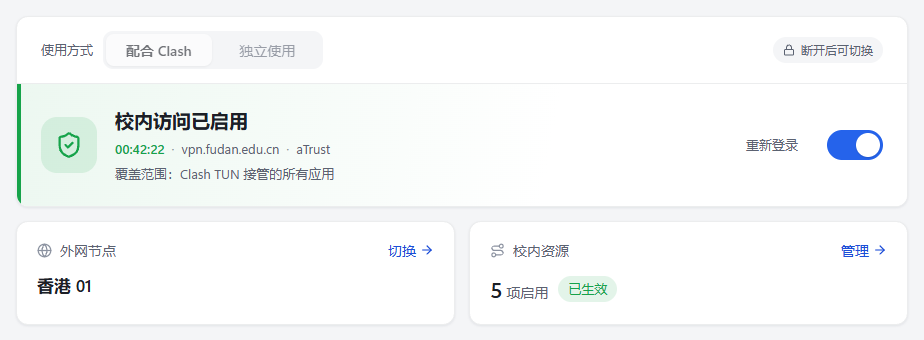 使用方式 配合 Clash 独立使用 断开后可切换
校内访问已启用
00:42:22 · vpn.fudan.edu.cn · aTrust
重新登录
覆盖范围：Clash TUN 接管的所有应用
外网节点 切换 →
香港 01
校内资源 管理 →
5 项启用 已生效